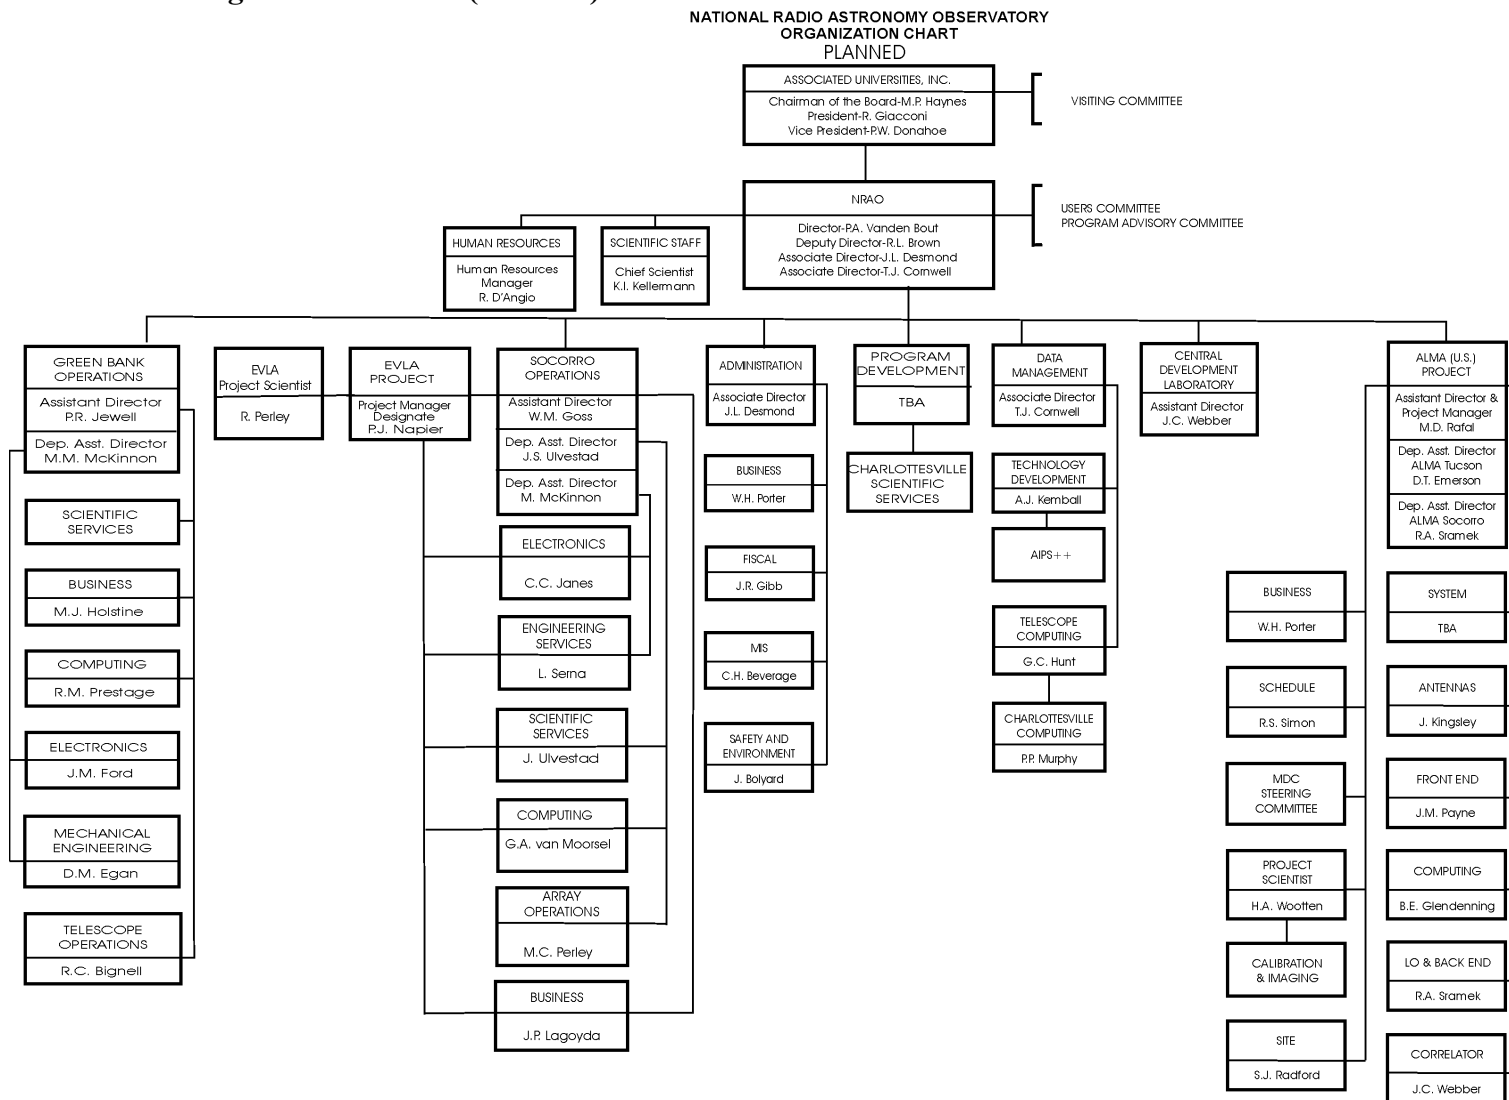 NATIONAL RADIO ASTRONOMY OBSERVATORY
ORGANIZATION CHART
PLANNED
ASSOCIATED UNIVERSITIES, INC.
Chairman of the Board-M.P. Haynes
President-R. Giacconi
Vice President-P.W. Donahoe
VISITING COMMITTEE
NRAO
Director-P.A. Vanden Bout
Deputy Director-R.L. Brown
Associate Director-J.L. Desmond
Associate Director-T.J. Cornwell
USERS COMMITTEE
PROGRAM ADVISORY COMMITTEE
HUMAN RESOURCES
Human Resources
Manager
R. D'Angio
SCIENTIFIC STAFF
Chief Scientist
K.I. Kellermann
GREEN BANK
OPERATIONS
Assistant Director
P.R. Jewell
Dep. Asst. Director
M.M. McKinnon
SCIENTIFIC
SERVICES
BUSINESS
M.J. Holstine
COMPUTING
R.M. Prestage
ELECTRONICS
J.M. Ford
MECHANICAL
ENGINEERING
D.M. Egan
TELESCOPE
OPERATIONS
R.C. Bignell
EVLA
Project Scientist
R. Perley
EVLA
PROJECT
Project Manager
Designate
P.J. Napier
SOCORRO
OPERATIONS
Assistant Director
W.M. Goss
Dep. Asst. Director
J.S. Ulvestad
Dep. Asst. Director
M. McKinnon
ELECTRONICS
C.C. Janes
ENGINEERING
SERVICES
L. Serna
SCIENTIFIC
SERVICES
J. Ulvestad
COMPUTING
G.A. van Moorsel
ARRAY
OPERATIONS
M.C. Perley
BUSINESS
J.P. Lagoyda
ADMINISTRATION
Associate Director
J.L. Desmond
BUSINESS
W.H. Porter
FISCAL
J.R. Gibb
MIS
C.H. Beverage
SAFETY AND
ENVIRONMENT
J. Bolyard
PROGRAM
DEVELOPMENT
TBA
CHARLOTTESVILLE
SCIENTIFIC
SERVICES
DATA
MANAGEMENT
Associate Director
T.J. Cornwell
TECHNOLOGY
DEVELOPMENT
A.J. Kemball
AIPS++
TELESCOPE
COMPUTING
G.C. Hunt
CHARLOTTESVILLE
COMPUTING
P.P. Murphy
CENTRAL
DEVELOPMENT
LABORATORY
Assistant Director
J.C. Webber
ALMA (U.S.)
PROJECT
Assistant Director &
Project Manager
M.D. Rafal
Dep. Asst. Director
ALMA Tucson
D.T. Emerson
Dep. Asst. Director
ALMA Socorro
R.A. Sramek
BUSINESS
W.H. Porter
SCHEDULE
R.S. Simon
MDC
STEERING
COMMITTEE
PROJECT
SCIENTIST
H.A. Wootten
CALIBRATION
& IMAGING
SITE
S.J. Radford
SYSTEM
TBA
ANTENNAS
J. Kingsley
FRONT END
J.M. Payne
COMPUTING
B.E. Glendenning
LO & BACK END
R.A. Sramek
CORRELATOR
J.C. Webber